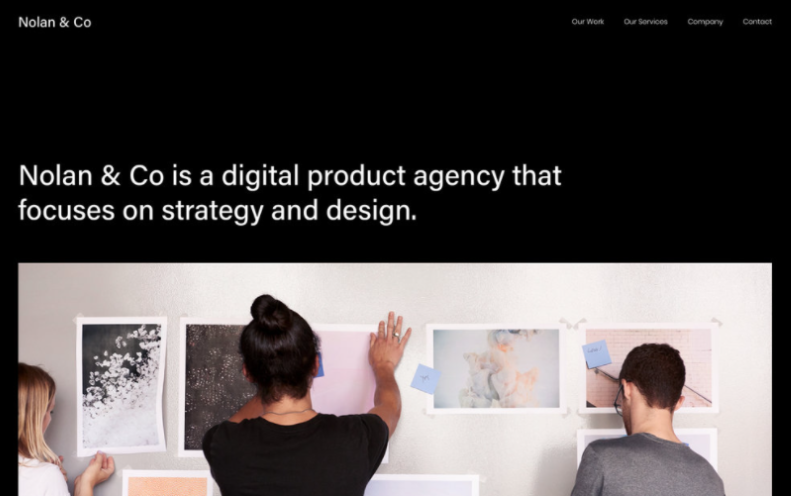 Nolan & Co
Our Work Our Services Company Contact
Nolan & Co is a digital product agency that
focuses on strategy and design.